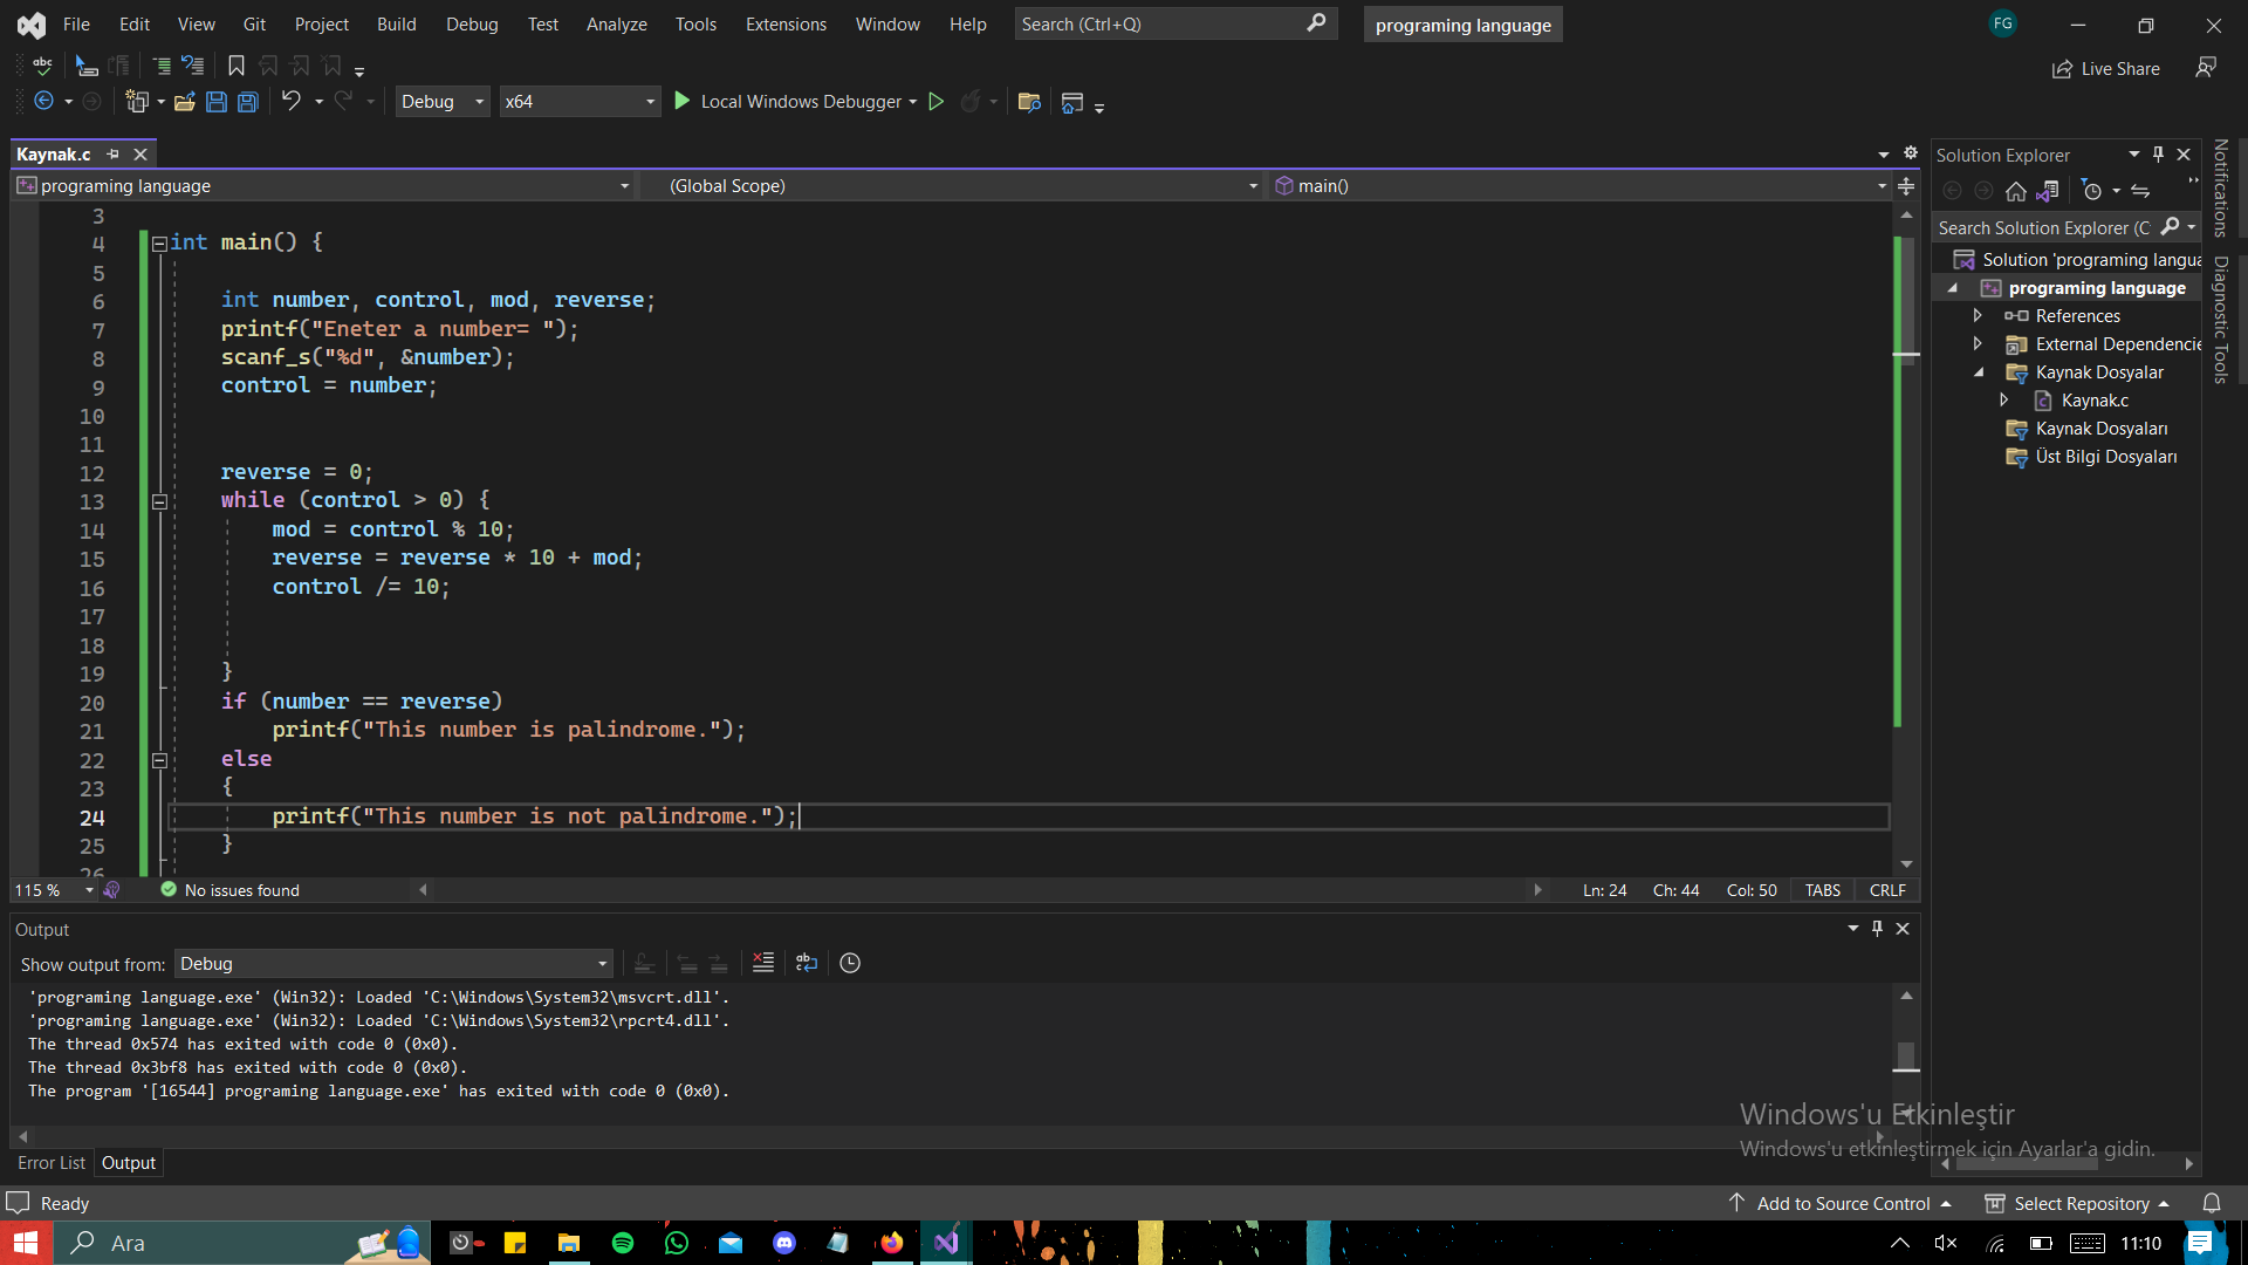 File Edit View Git Project Build Debug Test Analyze Tools Extensions Window Help Search (Ctrl+Q) programing language FG
Live Share
Debug x64 Local Windows Debugger
Kaynak.c
programing language (Global Scope) main()
3
4 int main() {
5
6 int number, control, mod, reverse;
7 printf("Eneter a number= ");
8 scanf_s("%d", &number);
9 control = number;
10
11
12 reverse = 0;
13 while (control > 0) {
14 mod = control % 10;
15 reverse = reverse * 10 + mod;
16 control /= 10;
17
18
19 }
20 if (number == reverse)
21 printf("This number is palindrome.");
22 else
23 {
24 printf("This number is not palindrome.");
25 }
26
115 % No issues found Ln: 24 Ch: 44 Col: 50 TABS CRLF
Output
Show output from: Debug
'programing language.exe' (Win32): Loaded 'C:\Windows\System32\msvcrt.dll'.
'programing language.exe' (Win32): Loaded 'C:\Windows\System32\rpcrt4.dll'.
The thread 0x574 has exited with code 0 (0x0).
The thread 0x3bf8 has exited with code 0 (0x0).
The program '[16544] programing language.exe' has exited with code 0 (0x0).
Error List Output
Solution Explorer
Search Solution Explorer (C
Solution 'programing langua
programing language
References
External Dependencie
Kaynak Dosyalar
Kaynak.c
Kaynak Dosyaları
Üst Bilgi Dosyaları
Notifications
Diagnostic Tools
Windows'u Etkinleştir
Windows'u etkinleştirmek için Ayarlar'a gidin.
Ready Add to Source Control Select Repository
Ara 11:10